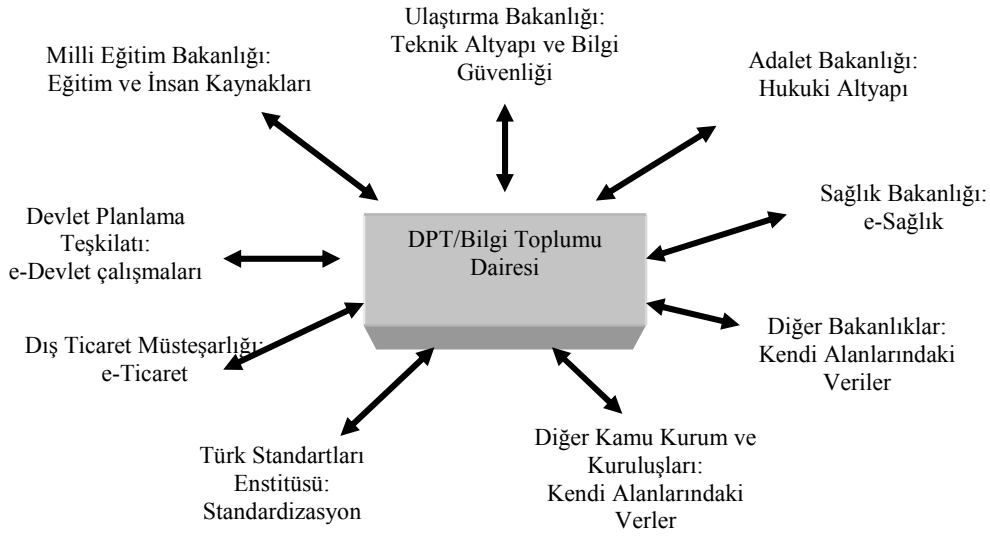 Ulaştırma Bakanlığı:
Teknik Altyapı ve Bilgi
Güvenliği
Milli Eğitim Bakanlığı:
Eğitim ve İnsan Kaynakları
Adalet Bakanlığı:
Hukuki Altyapı
Devlet Planlama
Teşkilatı:
e-Devlet çalışmaları
DPT/Bilgi Toplumu
Dairesi
Sağlık Bakanlığı:
e-Sağlık
Dış Ticaret Müsteşarlığı:
e-Ticaret
Diğer Bakanlıklar:
Kendi Alanlarındaki
Veriler
Türk Standartları
Enstitüsü:
Standardizasyon
Diğer Kamu Kurum ve
Kuruluşları:
Kendi Alanlarındaki
Verler